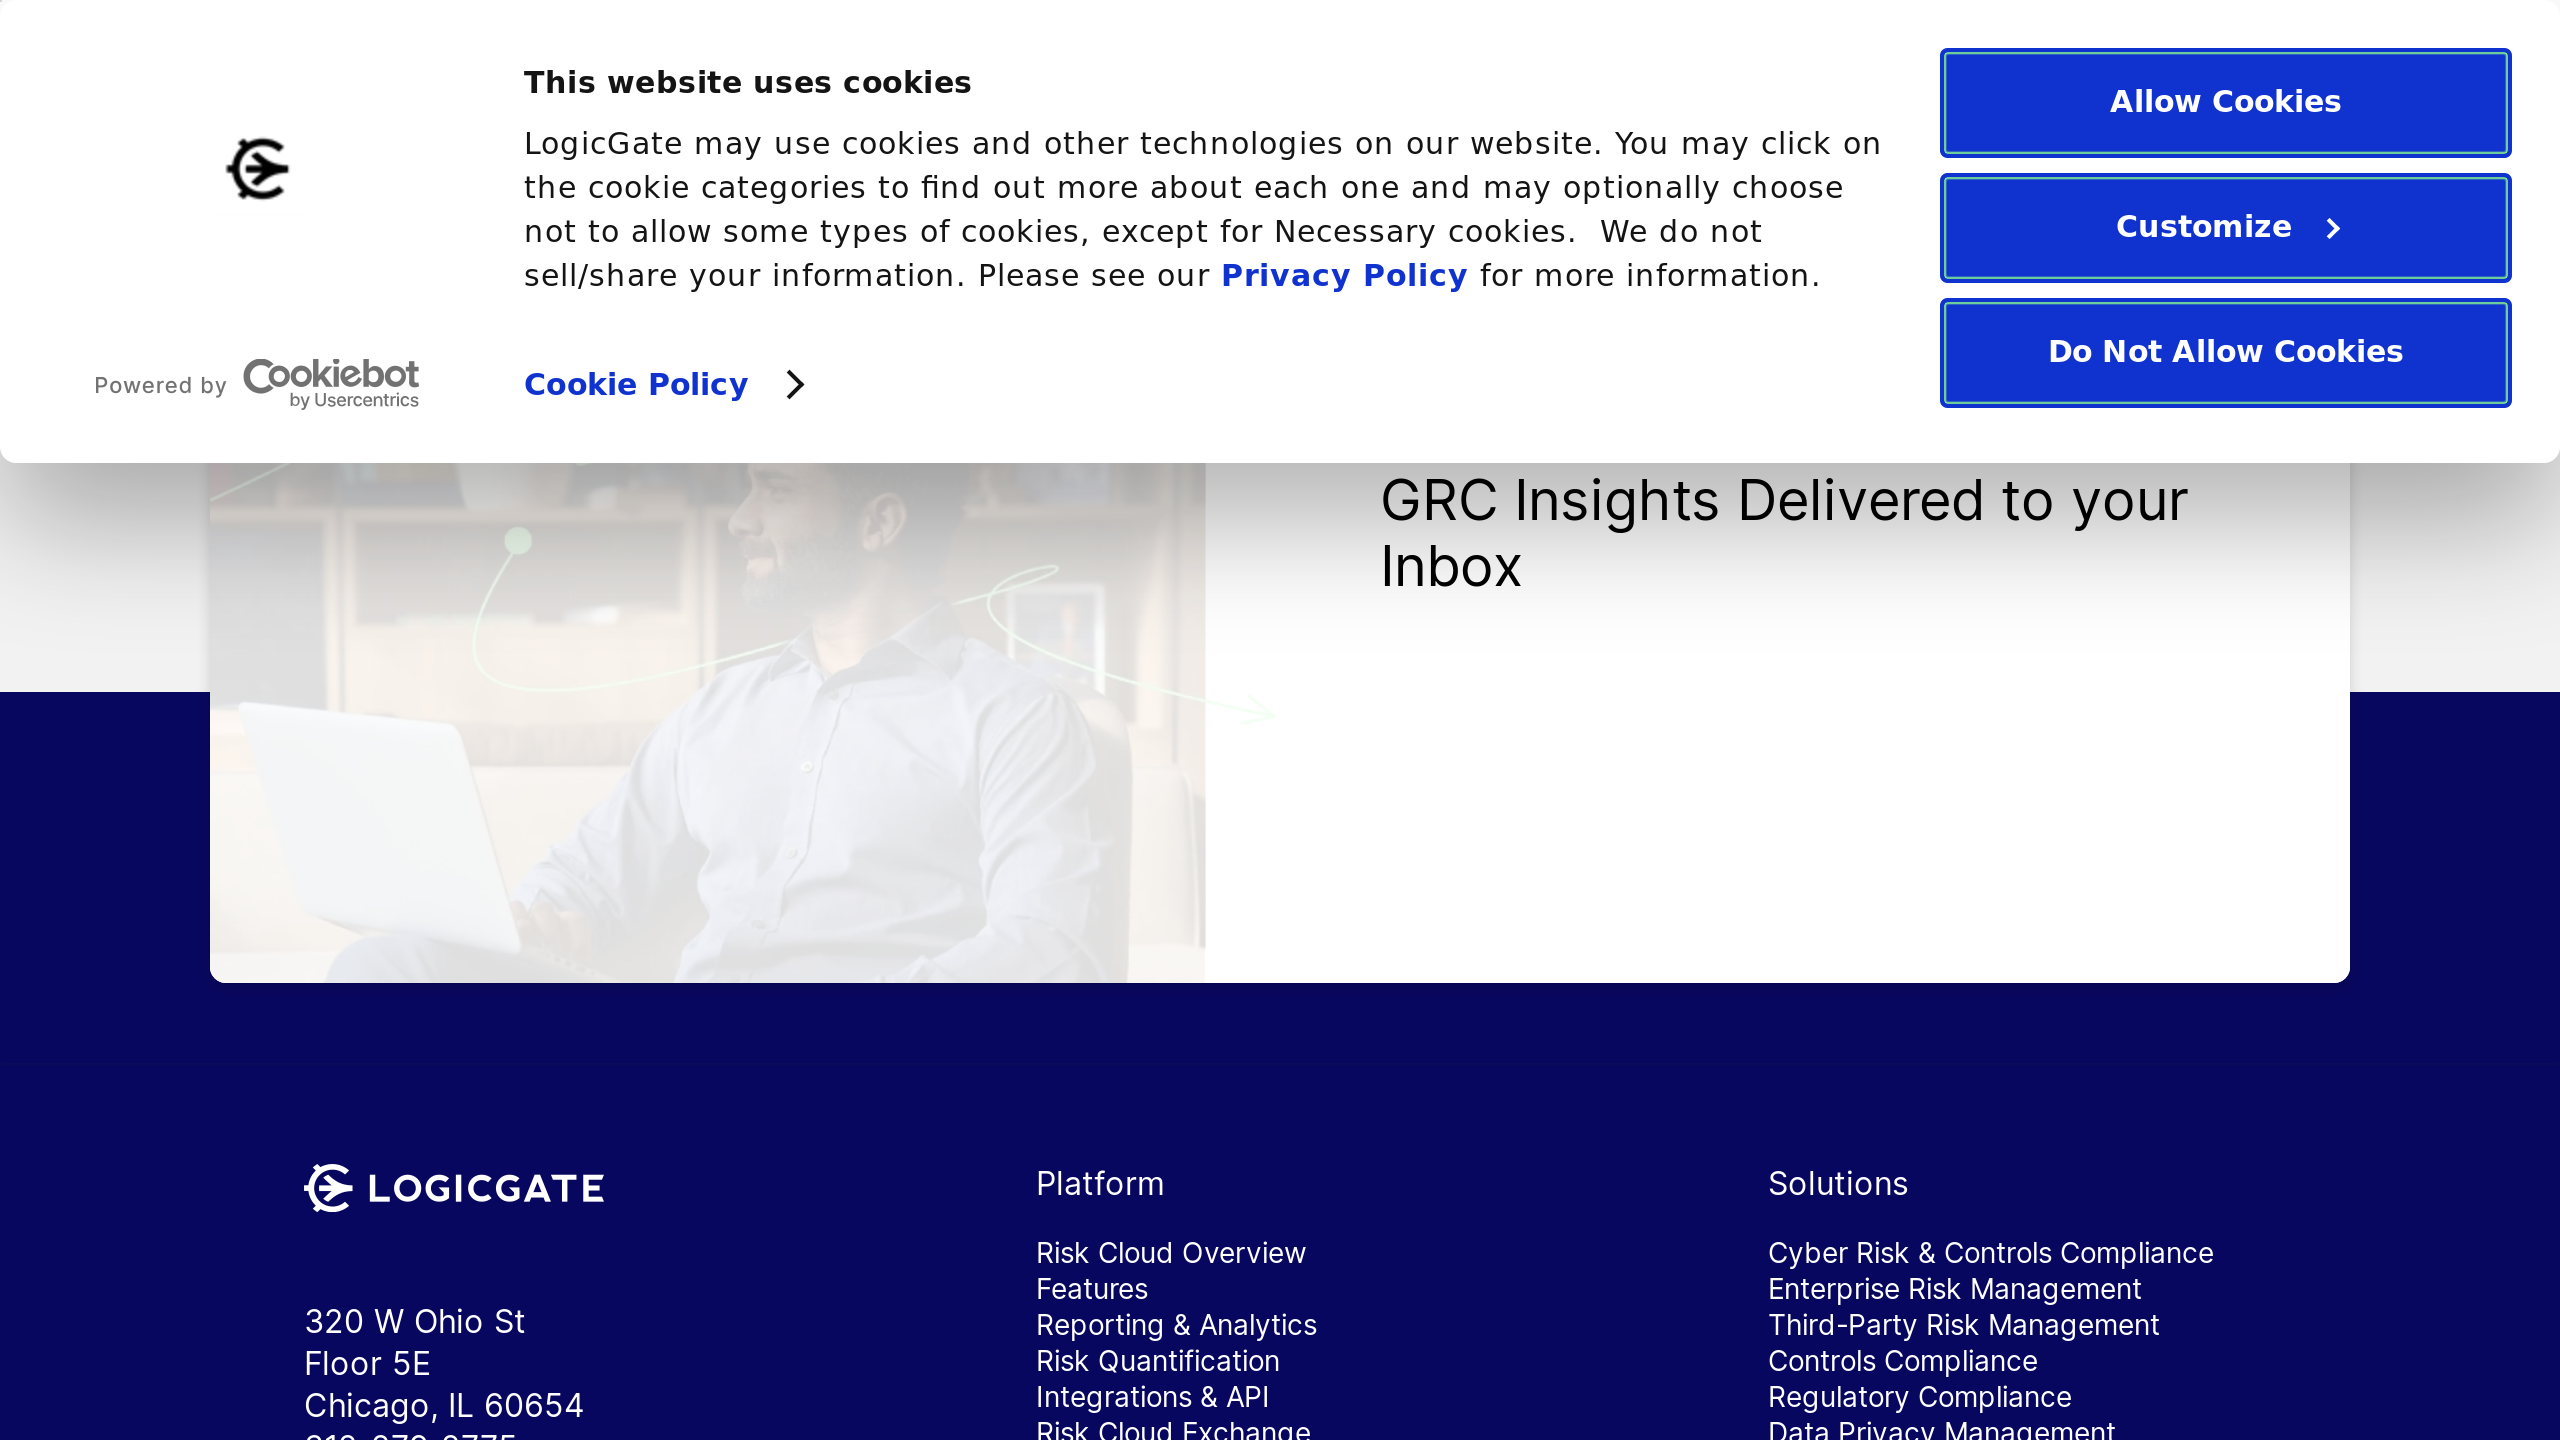 This website uses cookies
LogicGate may use cookies and other technologies on our website. You may click on
the cookie categories to find out more about each one and may optionally choose
not to allow some types of cookies, except for Necessary cookies.  We do not
sell/share your information. Please see our Privacy Policy for more information.
Powered by Cookiebot
by Usercentrics
Cookie Policy
Allow Cookies
Customize
Do Not Allow Cookies
GRC Insights Delivered to your
Inbox
LOGICGATE
320 W Ohio St
Floor 5E
Chicago, IL 60654
Platform
Risk Cloud Overview
Features
Reporting & Analytics
Risk Quantification
Integrations & API
Risk Cloud Exchange
Solutions
Cyber Risk & Controls Compliance
Enterprise Risk Management
Third-Party Risk Management
Controls Compliance
Regulatory Compliance
Data Privacy Management